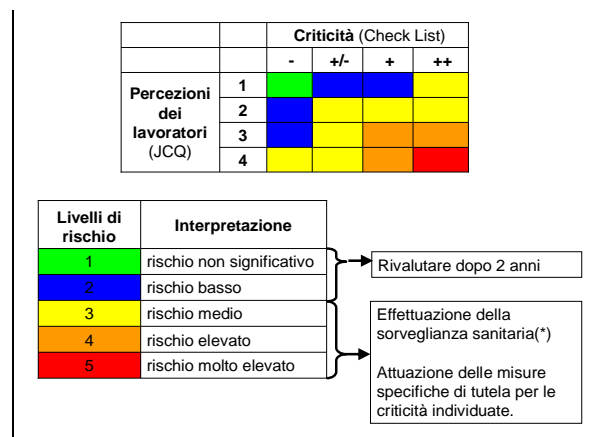 Criticità (Check List)
- +/- + ++
Percezioni
dei
lavoratori
(JCQ)
1
2
3
4
Livelli di
rischio
Interpretazione
1 rischio non significativo
2 rischio basso
3 rischio medio
4 rischio elevato
5 rischio molto elevato
Rivalutare dopo 2 anni
Effettuazione della
sorveglianza sanitaria(*)
Attuazione delle misure
specifiche di tutela per le
criticità individuate.